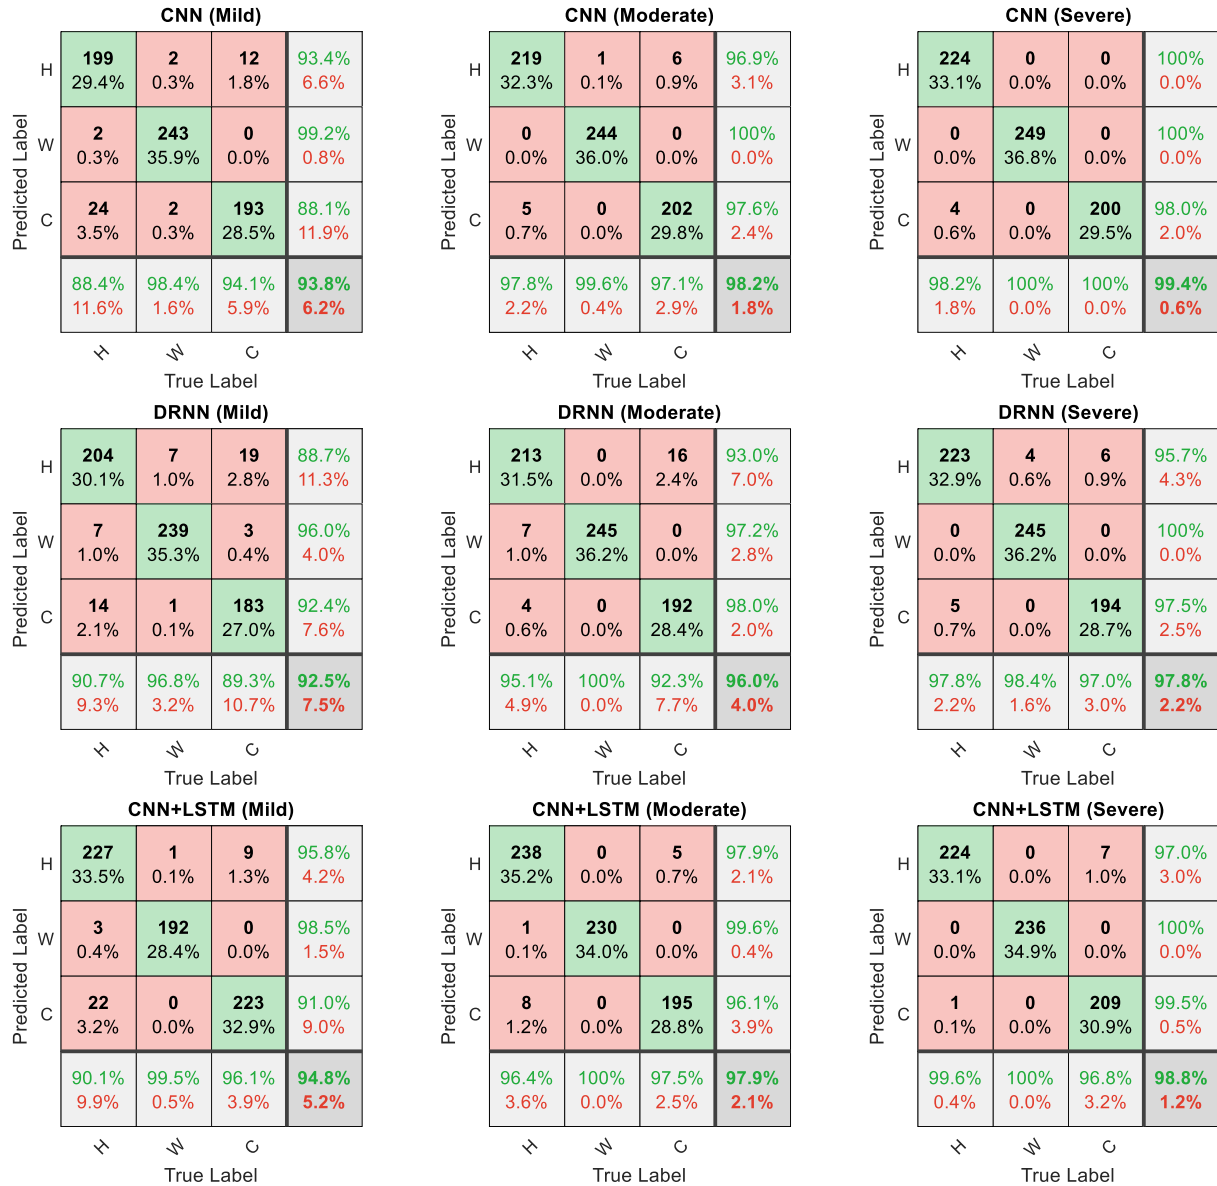 CNN (Mild)
H
199 2 12 93.4%
29.4% 0.3% 1.8% 6.6%
W
2 243 0 99.2%
0.3% 35.9% 0.0% 0.8%
C
24 2 193 88.1%
3.5% 0.3% 28.5% 11.9%
88.4% 98.4% 94.1% 93.8%
11.6% 1.6% 5.9% 6.2%
H W C
Predicted Label
True Label
CNN (Moderate)
H
219 1 6 96.9%
32.3% 0.1% 0.9% 3.1%
W
0 244 0 100%
0.0% 36.0% 0.0% 0.0%
C
5 0 202 97.6%
0.7% 0.0% 29.8% 2.4%
97.8% 99.6% 97.1% 98.2%
2.2% 0.4% 2.9% 1.8%
H W C
Predicted Label
True Label
CNN (Severe)
H
224 0 0 100%
33.1% 0.0% 0.0% 0.0%
W
0 249 0 100%
0.0% 36.8% 0.0% 0.0%
C
4 0 200 98.0%
0.6% 0.0% 29.5% 2.0%
98.2% 100% 100% 99.4%
1.8% 0.0% 0.0% 0.6%
H W C
Predicted Label
True Label
DRNN (Mild)
H
204 7 19 88.7%
30.1% 1.0% 2.8% 11.3%
W
7 239 3 96.0%
1.0% 35.3% 0.4% 4.0%
C
14 1 183 92.4%
2.1% 0.1% 27.0% 7.6%
90.7% 96.8% 89.3% 92.5%
9.3% 3.2% 10.7% 7.5%
H W C
Predicted Label
True Label
DRNN (Moderate)
H
213 0 16 93.0%
31.5% 0.0% 2.4% 7.0%
W
7 245 0 97.2%
1.0% 36.2% 0.0% 2.8%
C
4 0 192 98.0%
0.6% 0.0% 28.4% 2.0%
95.1% 100% 92.3% 96.0%
4.9% 0.0% 7.7% 4.0%
H W C
Predicted Label
True Label
DRNN (Severe)
H
223 4 6 95.7%
32.9% 0.6% 0.9% 4.3%
W
0 245 0 100%
0.0% 36.2% 0.0% 0.0%
C
5 0 194 97.5%
0.7% 0.0% 28.7% 2.5%
97.8% 98.4% 97.0% 97.8%
2.2% 1.6% 3.0% 2.2%
H W C
Predicted Label
True Label
CNN+LSTM (Mild)
H
227 1 9 95.8%
33.5% 0.1% 1.3% 4.2%
W
3 192 0 98.5%
0.4% 28.4% 0.0% 1.5%
C
22 0 223 91.0%
3.2% 0.0% 32.9% 9.0%
90.1% 99.5% 96.1% 94.8%
9.9% 0.5% 3.9% 5.2%
H W C
Predicted Label
True Label
CNN+LSTM (Moderate)
H
238 0 5 97.9%
35.2% 0.0% 0.7% 2.1%
W
1 230 0 99.6%
0.1% 34.0% 0.0% 0.4%
C
8 0 195 96.1%
1.2% 0.0% 28.8% 3.9%
96.4% 100% 97.5% 97.9%
3.6% 0.0% 2.5% 2.1%
H W C
Predicted Label
True Label
CNN+LSTM (Severe)
H
224 0 7 97.0%
33.1% 0.0% 1.0% 3.0%
W
0 236 0 100%
0.0% 34.9% 0.0% 0.0%
C
1 0 209 99.5%
0.1% 0.0% 30.9% 0.5%
99.6% 100% 96.8% 98.8%
0.4% 0.0% 3.2% 1.2%
H W C
Predicted Label
True Label